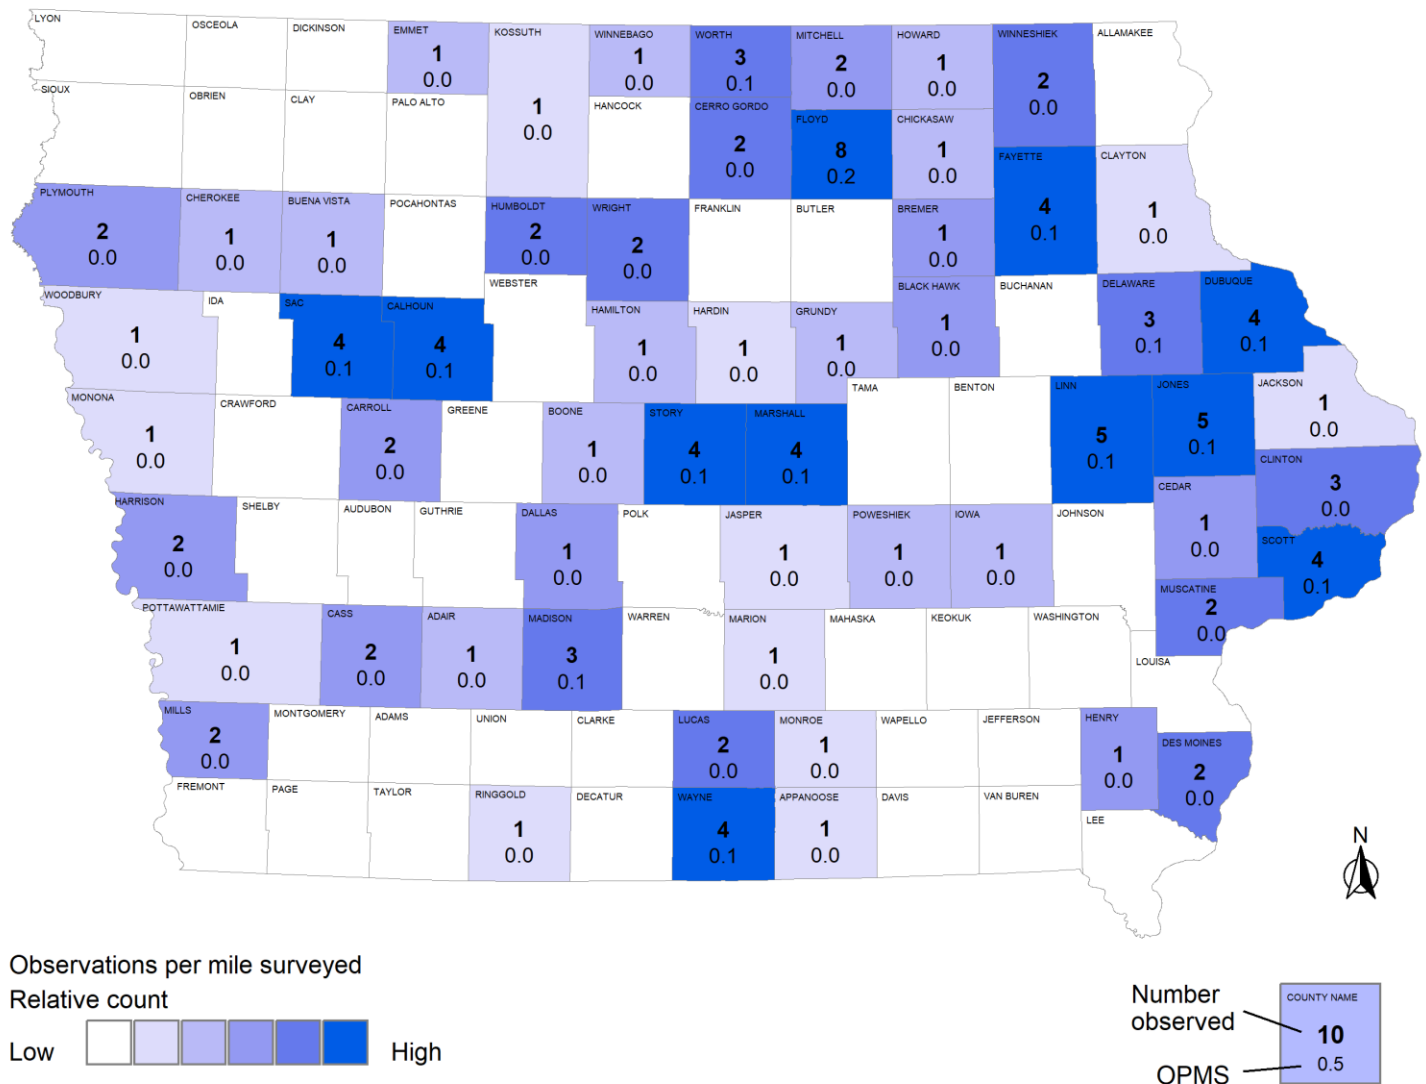 LYON
OSCEOLA
DICKINSON
EMMET
1
0.0
KOSSUTH
1
0.0
WINNEBAGO
1
0.0
WORTH
3
0.1
MITCHELL
2
0.0
HOWARD
1
0.0
WINNESHIEK
2
0.0
ALLAMAKEE
SIOUX
OBRIEN
CLAY
PALO ALTO
HANCOCK
CERRO GORDO
2
0.0
FLOYD
8
0.2
CHICKASAW
1
0.0
FAYETTE
4
0.1
CLAYTON
1
0.0
PLYMOUTH
2
0.0
CHEROKEE
1
0.0
BUENA VISTA
1
0.0
POCAHONTAS
HUMBOLDT
2
0.0
WRIGHT
2
0.0
FRANKLIN
BUTLER
BREMER
1
0.0
WOODBURY
1
0.0
IDA
SAC
4
0.1
CALHOUN
4
0.1
WEBSTER
HAMILTON
1
0.0
HARDIN
1
0.0
GRUNDY
1
0.0
BLACK HAWK
1
0.0
BUCHANAN
DELAWARE
3
0.1
DUBUQUE
4
0.1
MONONA
1
0.0
CRAWFORD
CARROLL
2
0.0
GREENE
BOONE
1
0.0
STORY
4
0.1
MARSHALL
4
0.1
TAMA
BENTON
LINN
5
0.1
JONES
5
0.1
JACKSON
1
0.0
CLINTON
3
0.0
HARRISON
2
0.0
SHELBY
AUDUBON
GUTHRIE
DALLAS
1
0.0
POLK
JASPER
1
0.0
POWESHIEK
1
0.0
IOWA
1
0.0
JOHNSON
CEDAR
1
0.0
SCOTT
4
0.1
MUSCATINE
2
0.0
POTTAWATTAMIE
1
0.0
CASS
2
0.0
ADAIR
1
0.0
MADISON
3
0.1
WARREN
MARION
1
0.0
MAHASKA
KEOKUK
WASHINGTON
LOUISA
MILLS
2
0.0
MONTGOMERY
ADAMS
UNION
CLARKE
LUCAS
2
0.0
MONROE
1
0.0
WAPELLO
JEFFERSON
HENRY
1
0.0
DES MOINES
2
0.0
FREMONT
PAGE
TAYLOR
RINGGOLD
1
0.0
DECATUR
WAYNE
4
0.1
APPANOOSE
1
0.0
DAVIS
VAN BUREN
LEE
N
Observations per mile surveyed
Relative count
Low
High
Number
observed
OPMS
COUNTY NAME
10
0.5